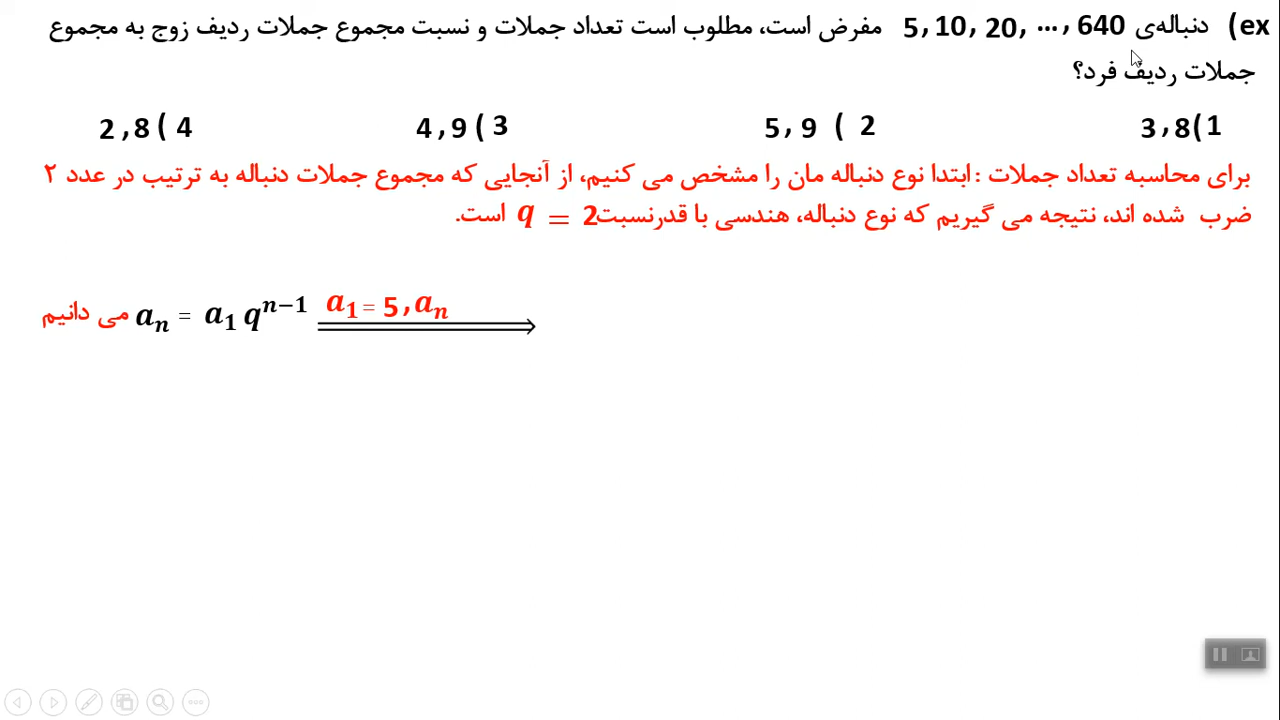 ex) دنباله‌ی 5, 10, 20, ..., 640 مفرض است، مطلوب است تعداد جملات و نسبت مجموع جملات ردیف زوج به مجموع
جملات ردیف فرد؟
1) 3 , 8   2) 5 , 9   3) 4 , 9   4) 2 , 8
برای محاسبه تعداد جملات : ابتدا نوع دنباله مان را مشخص می کنیم، از آنجایی که مجموع جملات دنباله به ترتیب در عدد ۲
ضرب شده اند، نتیجه می گیریم که نوع دنباله، هندسی با قدرنسبت q = 2 است.
می دانیم aₙ = a₁ qⁿ⁻¹ a₁ = 5 , aₙ ⟹